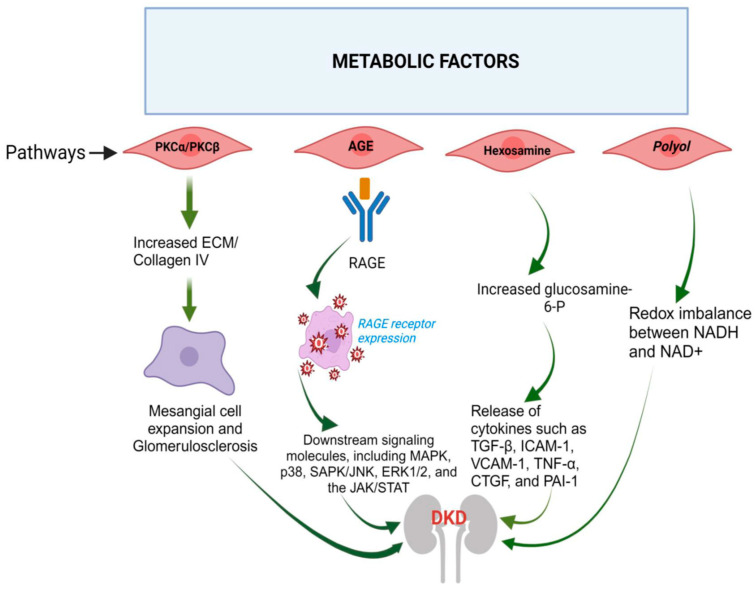 METABOLIC FACTORS
Pathways
PKCα/PKCβ
AGE
Hexosamine
Polyol
Increased ECM/
Collagen IV
Mesangial cell
expansion and
Glomerulosclerosis
RAGE
RAGE receptor
expression
Downstream signaling
molecules, including MAPK,
p38, SAPK/JNK, ERK1/2, and
the JAK/STAT
Increased glucosamine-
6-P
Release of
cytokines such as
TGF-β, ICAM-1,
VCAM-1, TNF-α,
CTGF, and PAI-1
Redox imbalance
between NADH
and NAD+
DKD